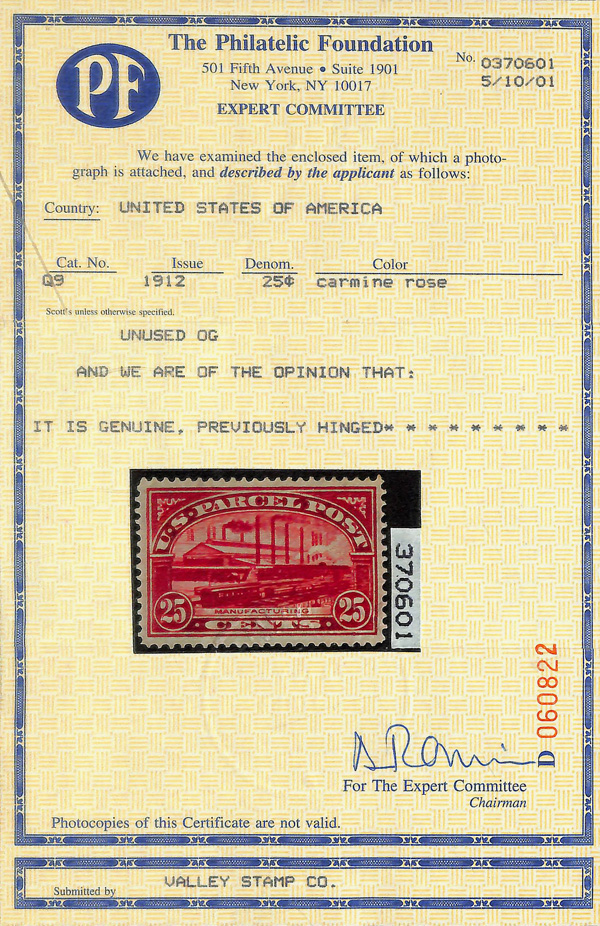 PF
The Philatelic Foundation
501 Fifth Avenue • Suite 1901
New York, NY 10017
EXPERT COMMITTEE
No. 0370601
5/10/01
We have examined the enclosed item, of which a photo-
graph is attached, and described by the applicant as follows:
Country: UNITED STATES OF AMERICA
Cat. No. Issue Denom. Color
Q9 1912 25¢ carmine rose
Scott's unless otherwise specified.
UNUSED OG
AND WE ARE OF THE OPINION THAT:
IT IS GENUINE, PREVIOUSLY HINGED* * * * * * * * *
U.S. PARCEL POST
25 MANUFACTURING 25
CENTS
370601
D 060822
For The Expert Committee
Chairman
Photocopies of this Certificate are not valid.
Submitted by VALLEY STAMP CO.